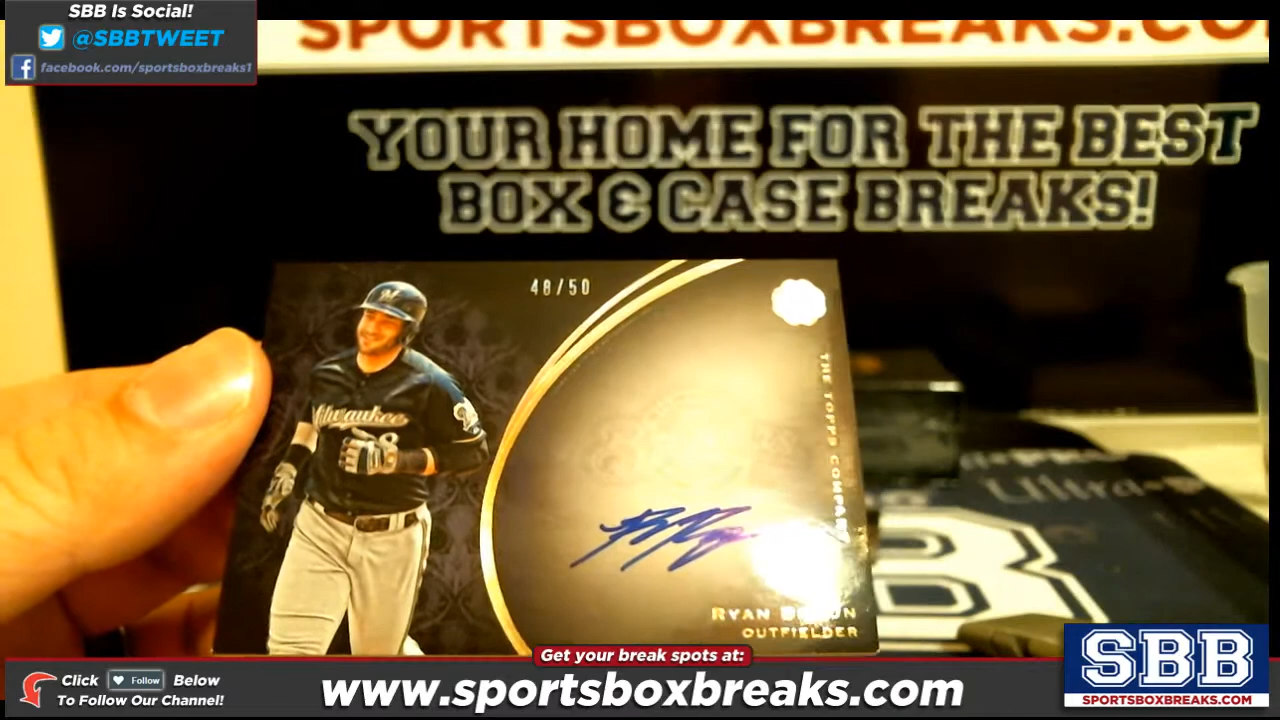 SBB Is Social!
@SBBTWEET
facebook.com/sportsboxbreaks1
SPORTSBOXBREAKS.CO
YOUR HOME FOR THE BEST
BOX & CASE BREAKS!
48/50
THE TOPPS COMPANY
Milwaukee
RYAN
OUTFIELDER
Ultra
B
Get your break spots at:
www.sportsboxbreaks.com
Click Follow Below
To Follow Our Channel!
SBB
SPORTSBOXBREAKS.COM